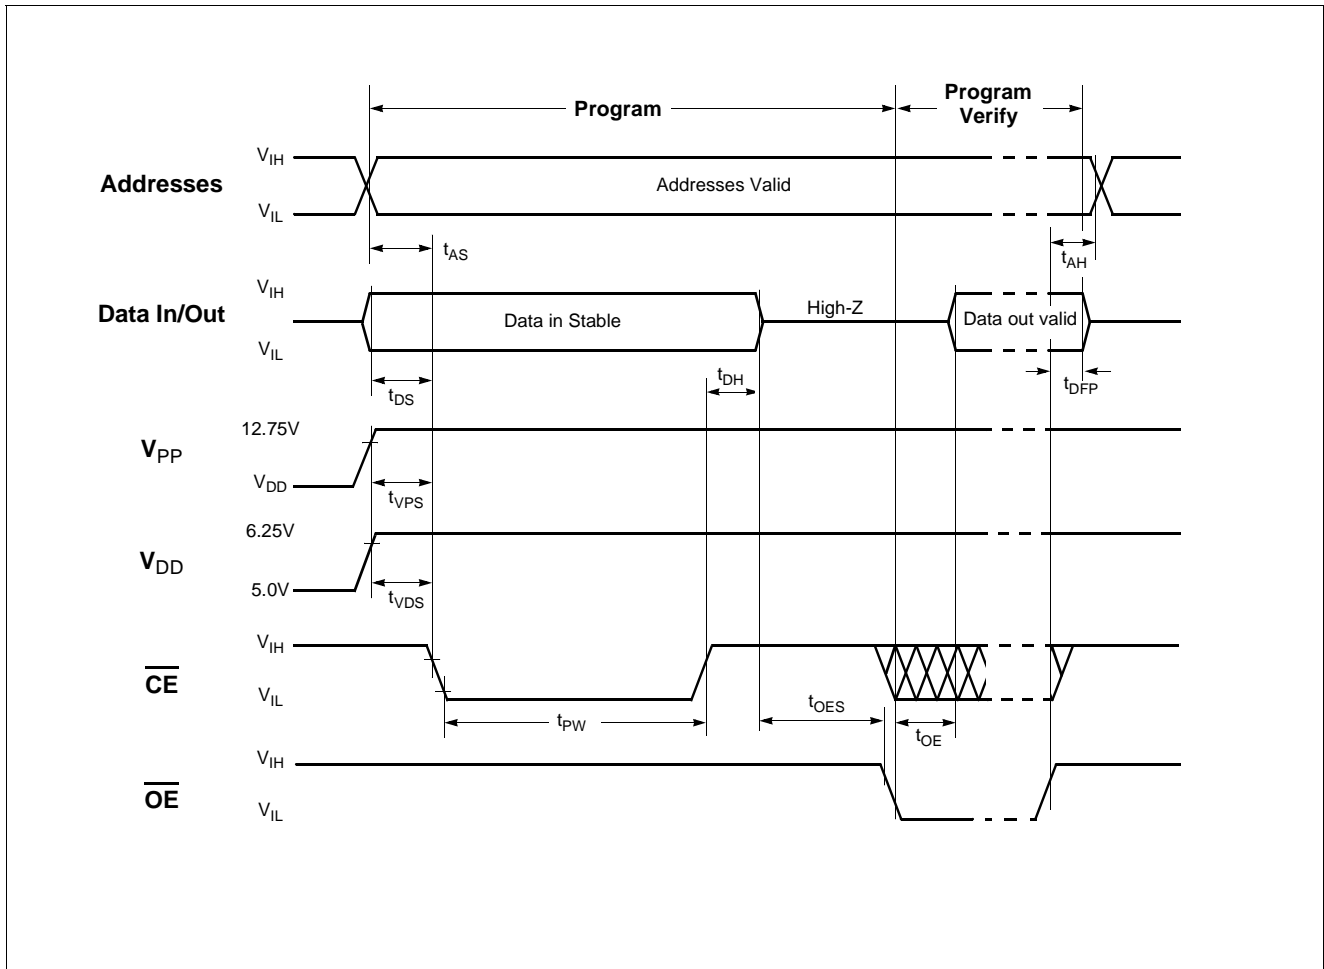 Program
Program
Verify
Addresses
VIH
VIL
Addresses Valid
tAS
tAH
Data In/Out
VIH
VIL
Data in Stable
High-Z
Data out valid
tDS
tDH
tDFP
VPP
12.75V
VDD
tVPS
VDD
6.25V
5.0V
tVDS
CE
VIH
VIL
tPW
tOES
tOE
OE
VIH
VIL